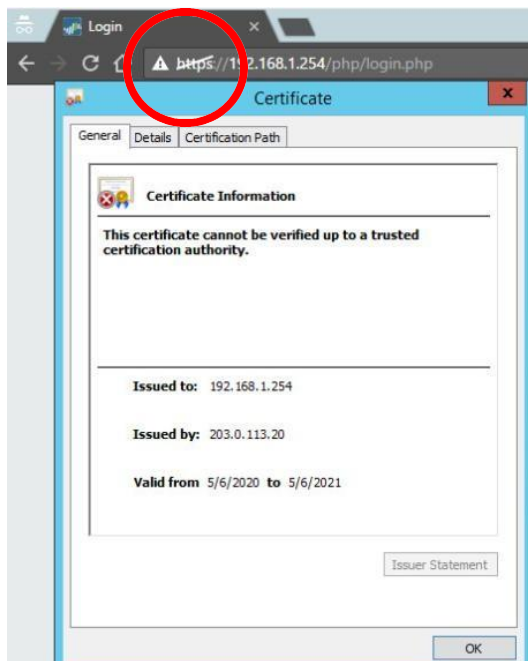 Login
https://192.168.1.254/php/login.php
Certificate
General Details Certification Path
Certificate Information
This certificate cannot be verified up to a trusted
certification authority.
Issued to: 192.168.1.254
Issued by: 203.0.113.20
Valid from 5/6/2020 to 5/6/2021
Issuer Statement
OK